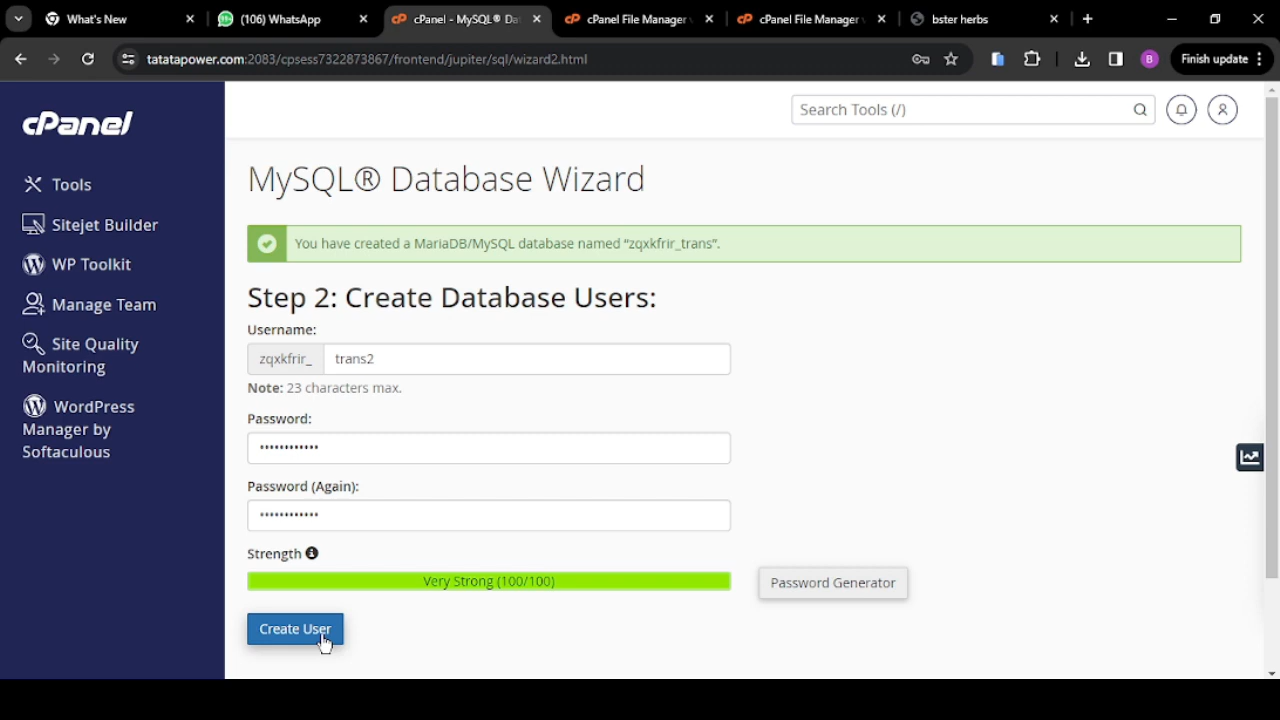 What's New
(106) WhatsApp
cPanel - MySQL® Da
cPanel File Manager
cPanel File Manager
bster herbs
tatatapower.com:2083/cpsess7322873867/frontend/jupiter/sql/wizard2.html
B
Finish update
cPanel
Search Tools (/)
Tools
Sitejet Builder
WP Toolkit
Manage Team
Site Quality
Monitoring
WordPress
Manager by
Softaculous
MySQL® Database Wizard
You have created a MariaDB/MySQL database named “zqxkfrir_trans”.
Step 2: Create Database Users:
Username:
zqxkfrir_ trans2
Note: 23 characters max.
Password:
••••••••••••
Password (Again):
••••••••••••
Strength
Very Strong (100/100)
Password Generator
Create User